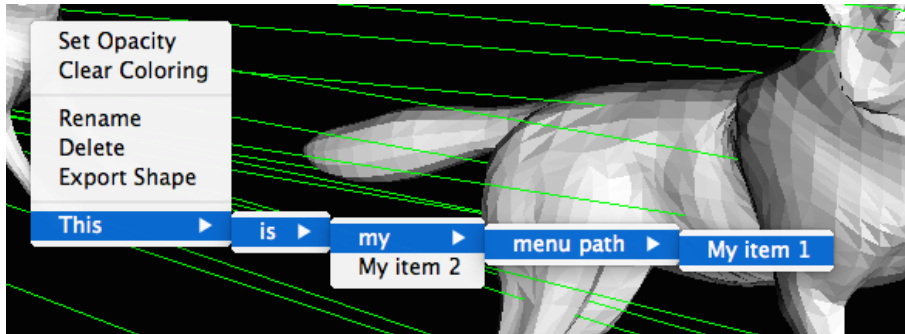 Set Opacity
Clear Coloring
Rename
Delete
Export Shape
This
is
my
My item 2
menu path
My item 1